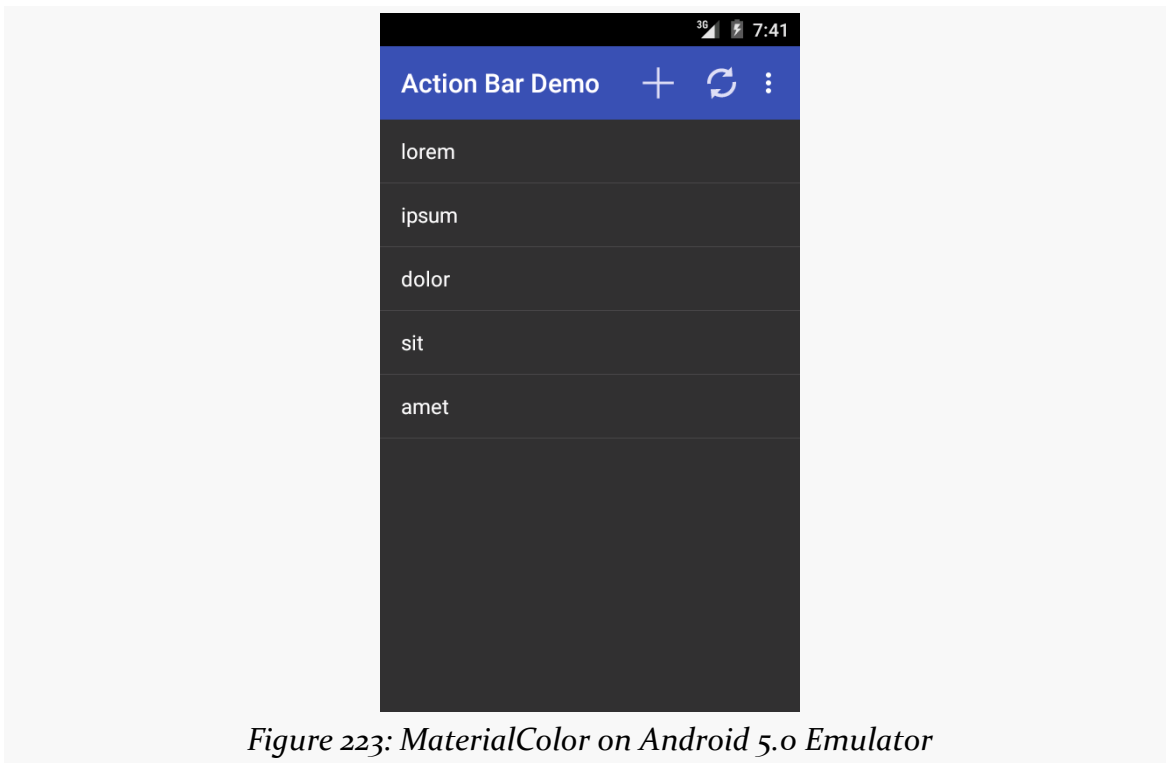 3G 7:41
Action Bar Demo
lorem
ipsum
dolor
sit
amet
Figure 223: MaterialColor on Android 5.0 Emulator